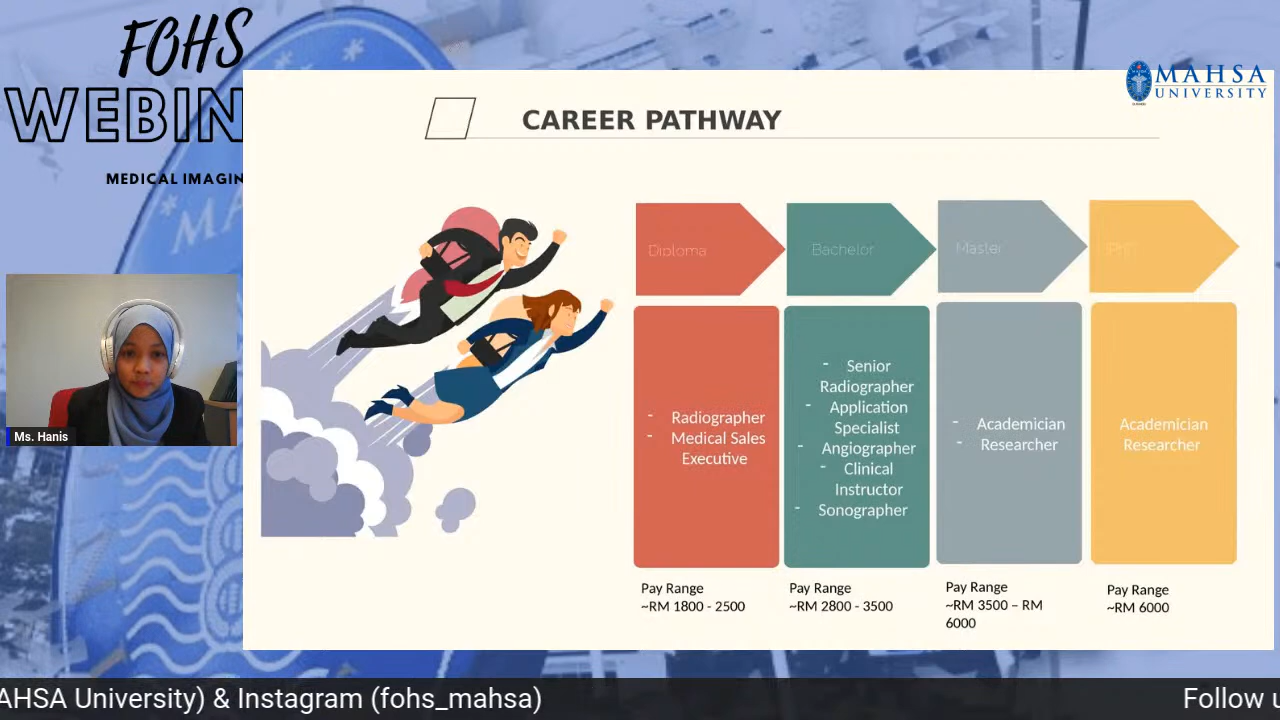 FOHS
WEBIN
MEDICAL IMAGIN
MAHSA
UNIVERSITY
CAREER PATHWAY
Diploma
Bachelor
Master
PhD
- Radiographer
- Medical Sales
Executive
- Senior
Radiographer
- Application
Specialist
- Angiographer
- Clinical
Instructor
- Sonographer
- Academician
- Researcher
Academician
Researcher
Pay Range
~RM 1800 - 2500
Pay Range
~RM 2800 - 3500
Pay Range
~RM 3500 – RM
6000
Pay Range
~RM 6000
Ms. Hanis
AHSA University) & Instagram (fohs_mahsa)
Follow u